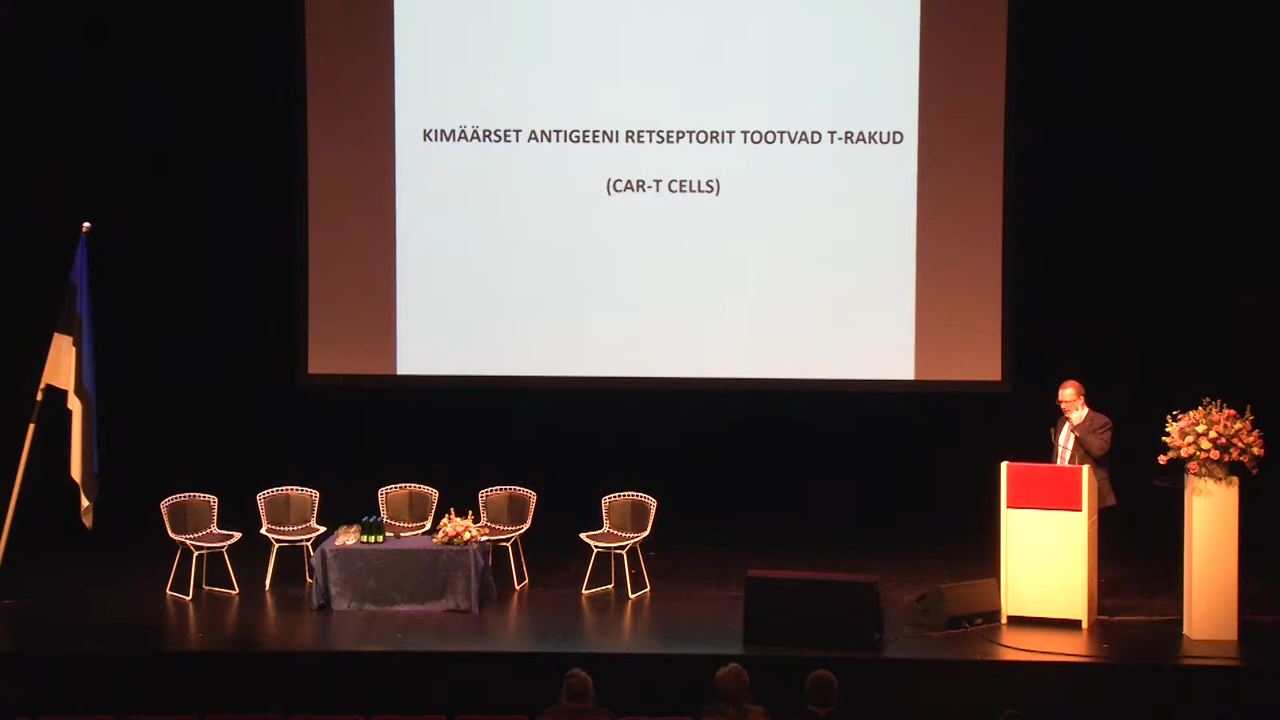 KIMÄÄRSET ANTIGEENI RETSEPTORIT TOOTVAD T-RAKUD
(CAR-T CELLS)